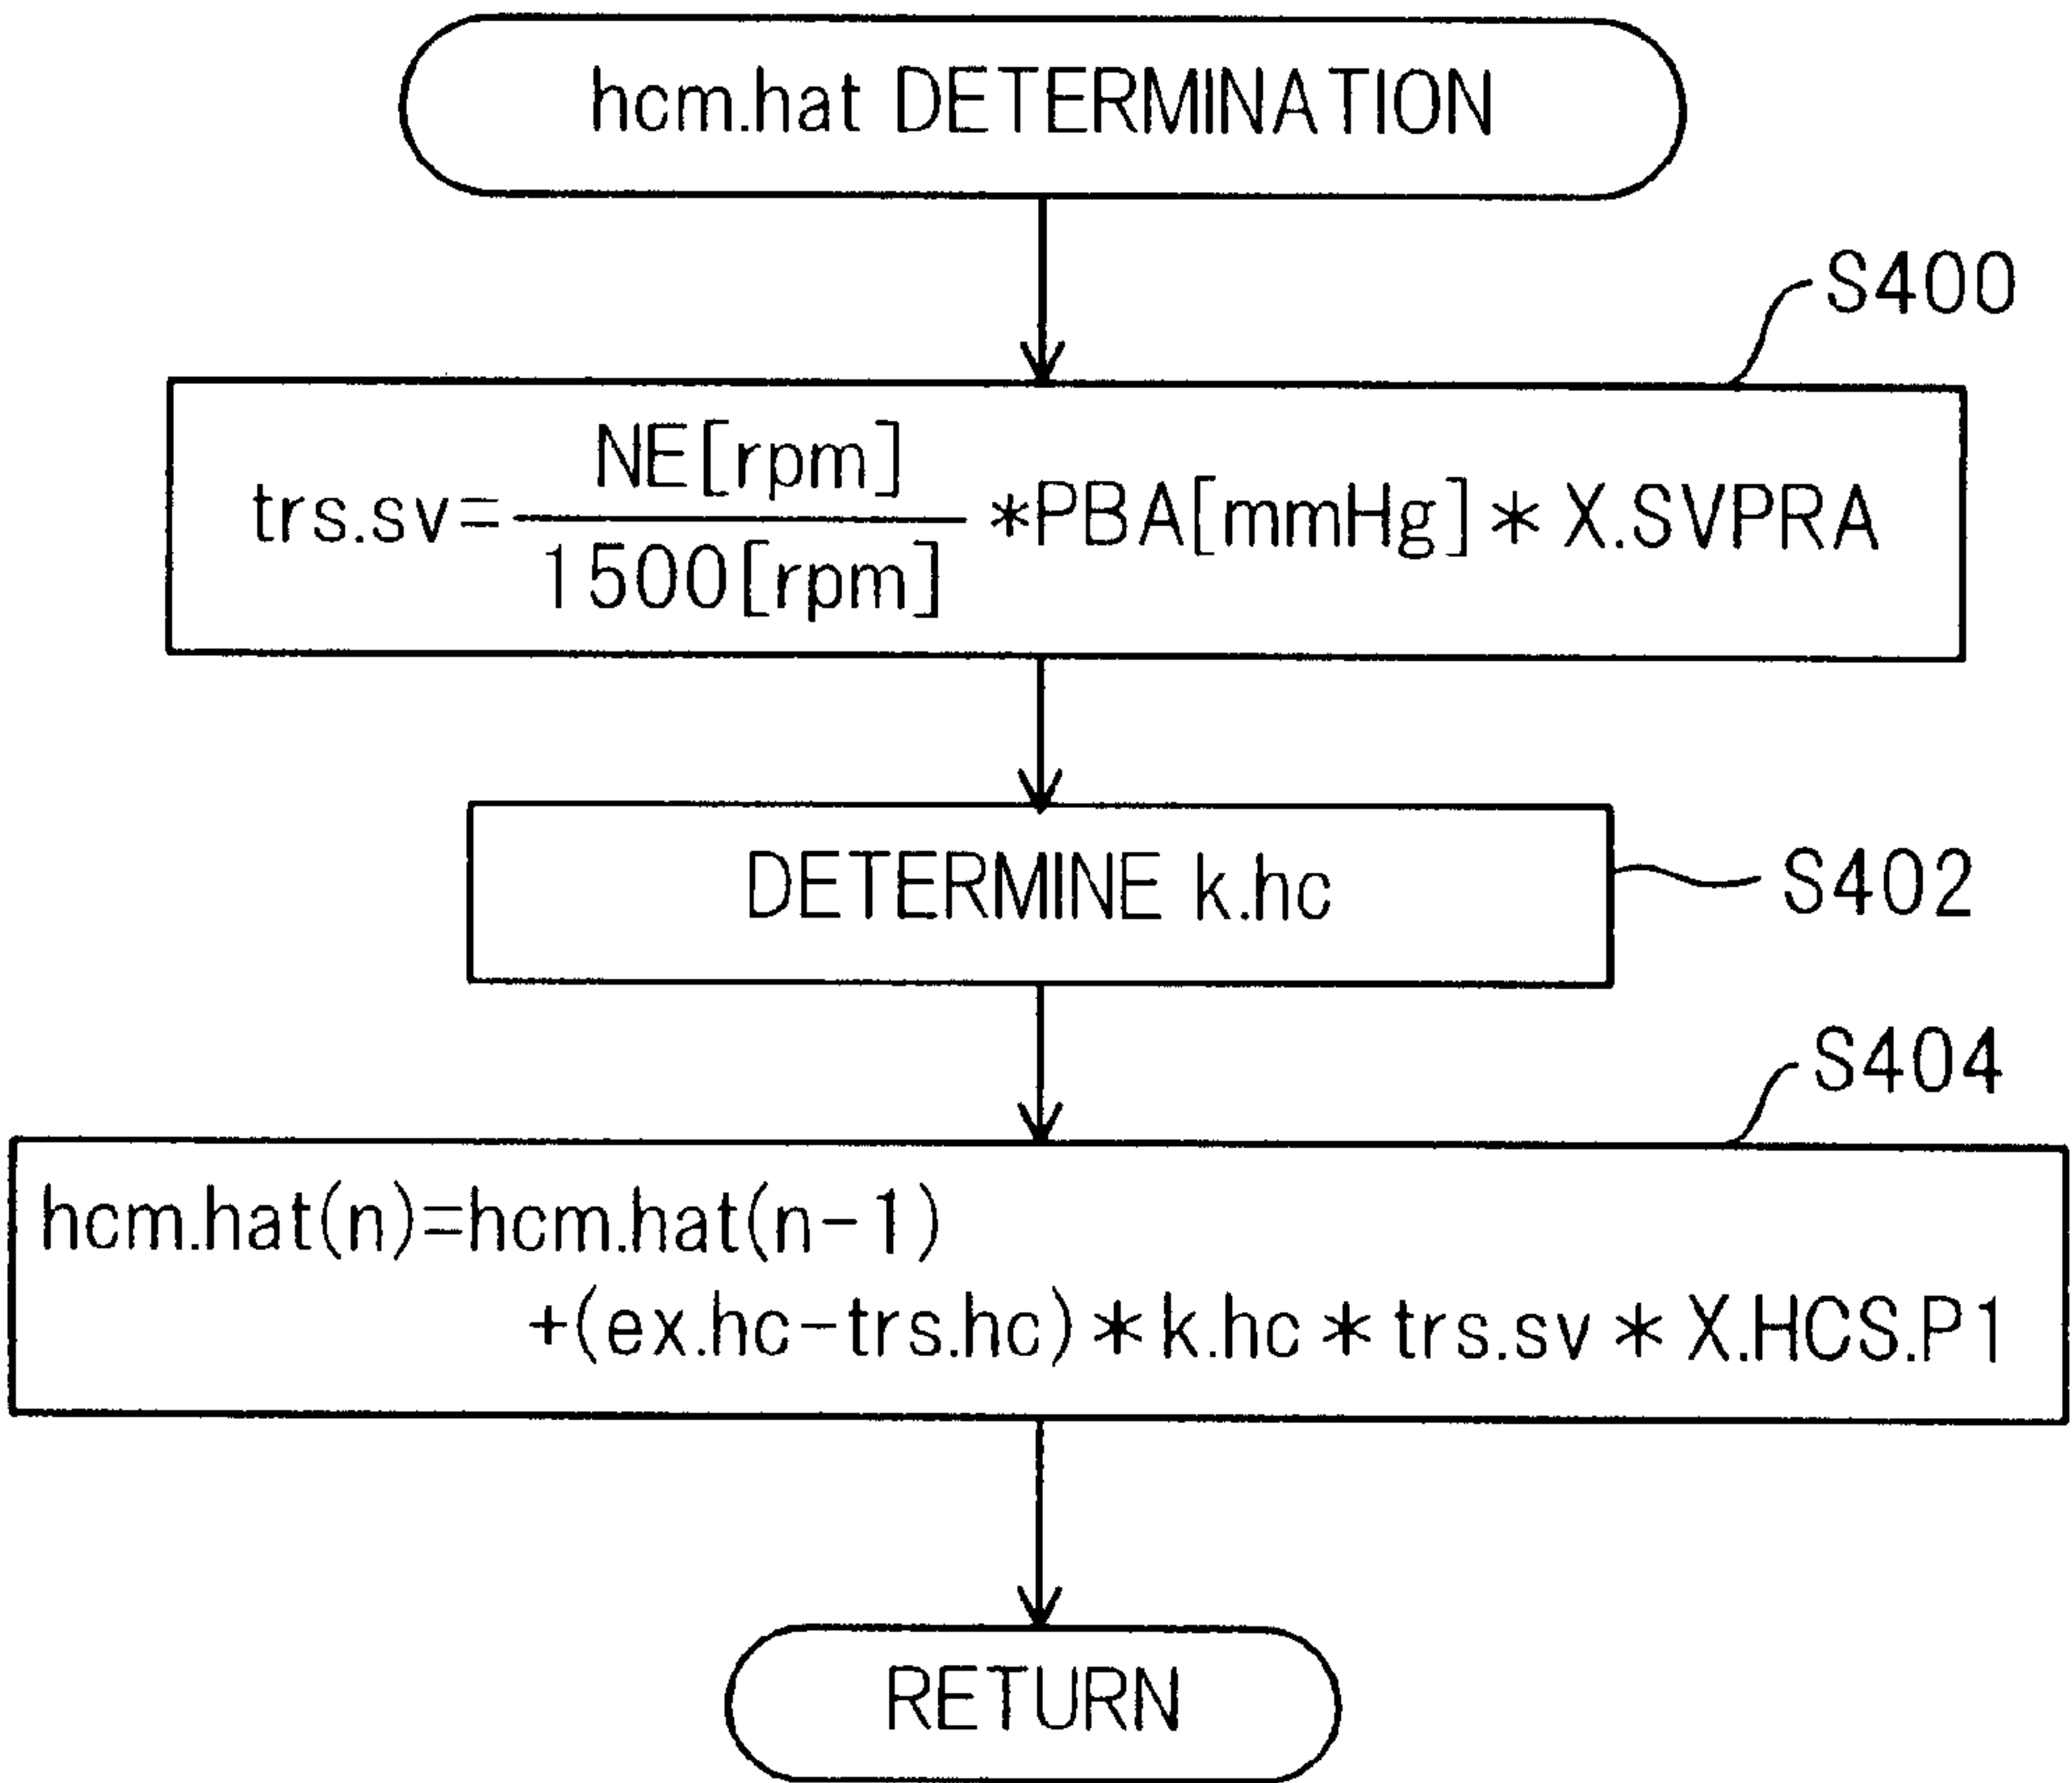 hcm.hat DETERMINATION
S400
trs.sv= NE[rpm] / 1500[rpm] *PBA[mmHg] * X.SVPRA
DETERMINE k.hc
S402
S404
hcm.hat(n)=hcm.hat(n-1)
+(ex.hc-trs.hc) * k.hc * trs.sv * X.HCS.P1
RETURN